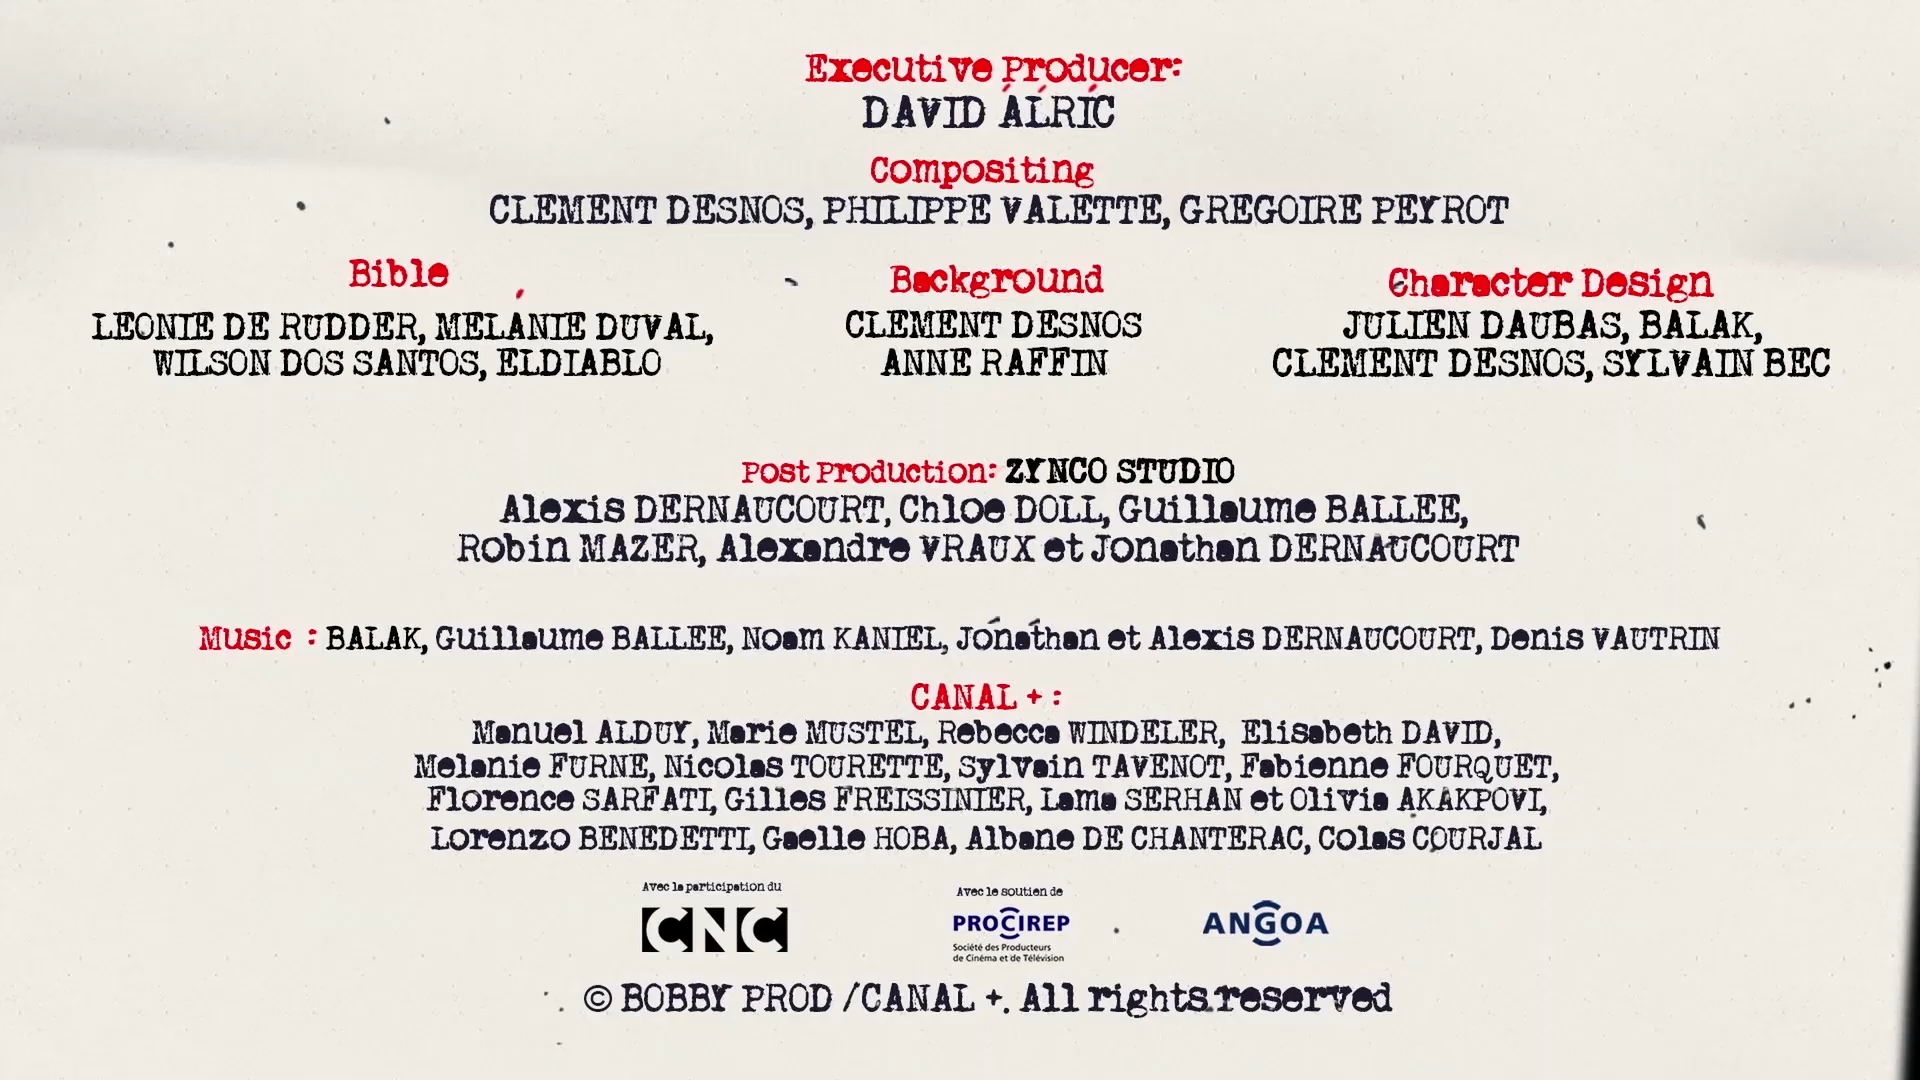 Executive Producer:
DAVID ALRIC
Compositing
CLEMENT DESNOS, PHILIPPE VALETTE, GREGOIRE PEYROT
Bible
LEONIE DE RUDDER, MELANIE DUVAL,
WILSON DOS SANTOS, ELDIABLO
Background
CLEMENT DESNOS
ANNE RAFFIN
Character Design
JULIEN DAUBAS, BALAK,
CLEMENT DESNOS, SYLVAIN BEC
Post Production: ZYNCO STUDIO
Alexis DERNAUCOURT, Chloe DOLL, Guillaume BALLEE,
Robin MAZER, Alexandre VRAUX et Jonathan DERNAUCOURT
Music : BALAK, Guillaume BALLEE, Noam KANIEL, Jonathan et Alexis DERNAUCOURT, Denis VAUTRIN
CANAL + :
Manuel ALDUY, Marie MUSTEL, Rebecca WINDELER, Elisabeth DAVID,
Melanie FURNE, Nicolas TOURETTE, Sylvain TAVENOT, Fabienne FOURQUET,
Florence SARFATI, Gilles FREISSINIER, Lama SERHAN et Olivia AKAKPOVI,
Lorenzo BENEDETTI, Gaelle HOBA, Albane DE CHANTERAC, Colas COURJAL
Avec la participation du
CNC
Avec le soutien de
PROCIREP
Société des Producteurs
de Cinéma et de Télévision
ANGOA
© BOBBY PROD / CANAL +. All rights reserved